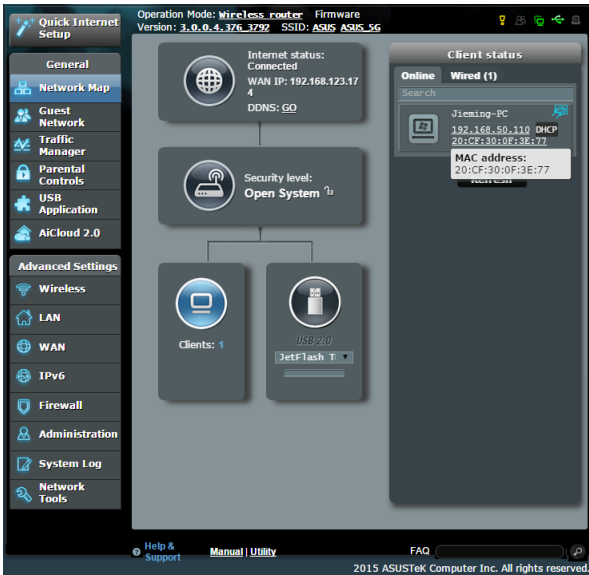 Quick Internet
Setup
Operation Mode: Wireless router Firmware
Version: 3.0.0.4.376_3792 SSID: ASUS ASUS_5G
General
Network Map
Guest
Network
Traffic
Manager
Parental
Controls
USB
Application
AiCloud 2.0
Advanced Settings
Wireless
LAN
WAN
IPv6
Firewall
Administration
System Log
Network
Tools
Internet status:
Connected
WAN IP: 192.168.123.17
4
DDNS: GO
Security level:
Open System
Clients: 1
USB 2.0
JetFlash T
Client status
Online Wired (1)
Search
Jieming-PC
192.168.50.110 DHCP
20:CF:30:0F:3E:77
MAC address:
20:CF:30:0F:3E:77
Refresh
Help &
Support
Manual | Utility
FAQ
2015 ASUSTeK Computer Inc. All rights reserved.